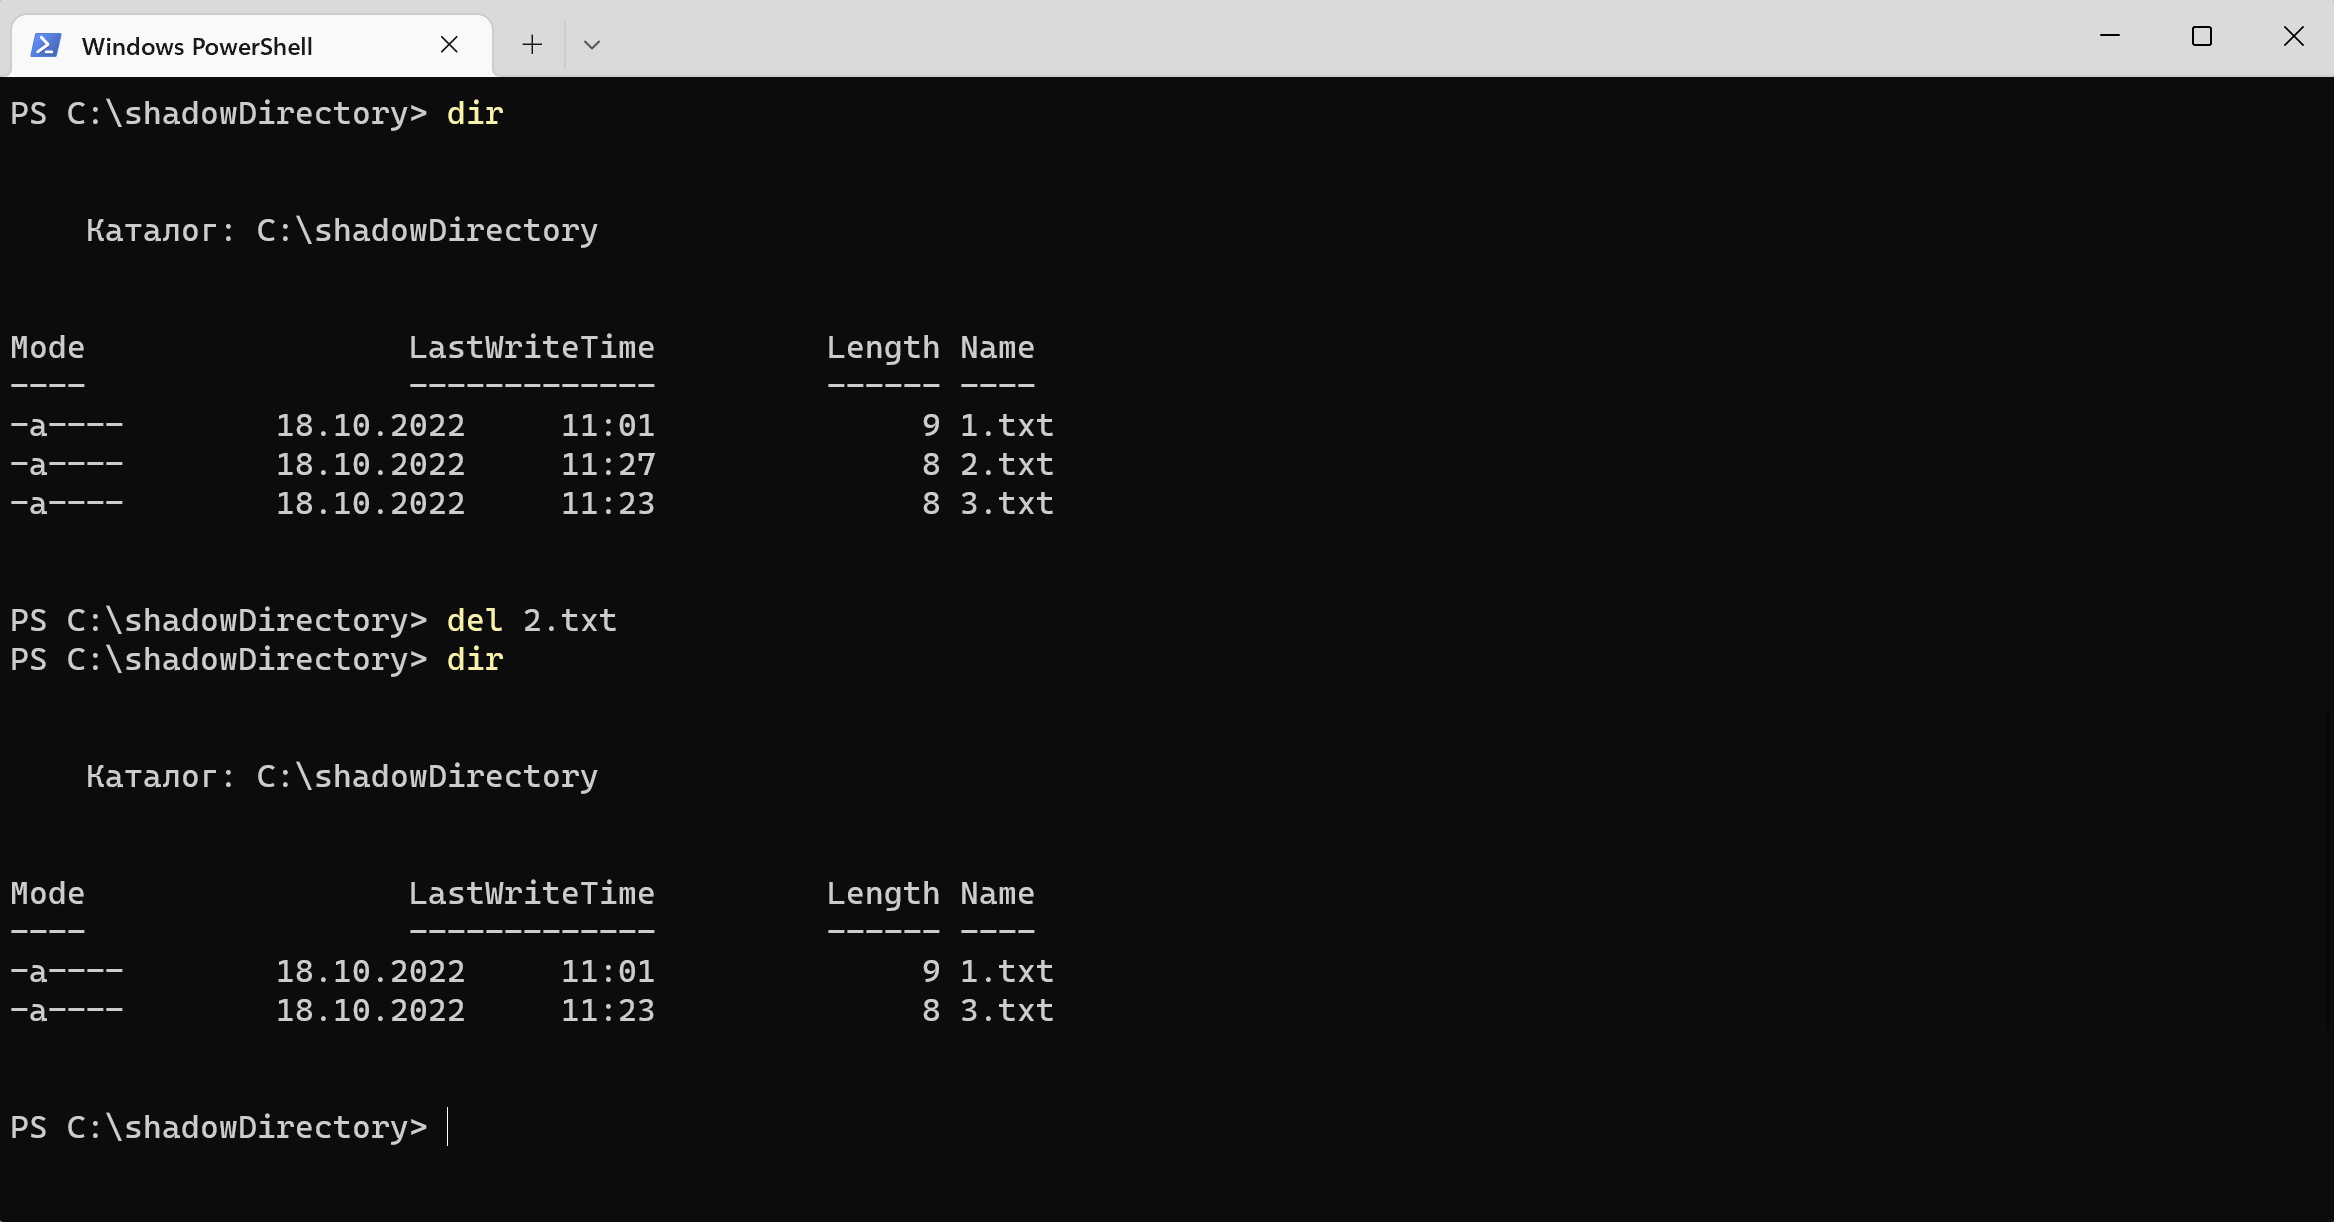 Windows PowerShell
PS C:\shadowDirectory> dir
Каталог: C:\shadowDirectory
Mode                 LastWriteTime         Length Name
----                 -------------         ------ ----
-a----        18.10.2022     11:01              9 1.txt
-a----        18.10.2022     11:27              8 2.txt
-a----        18.10.2022     11:23              8 3.txt
PS C:\shadowDirectory> del 2.txt
PS C:\shadowDirectory> dir
Каталог: C:\shadowDirectory
Mode                 LastWriteTime         Length Name
----                 -------------         ------ ----
-a----        18.10.2022     11:01              9 1.txt
-a----        18.10.2022     11:23              8 3.txt
PS C:\shadowDirectory>